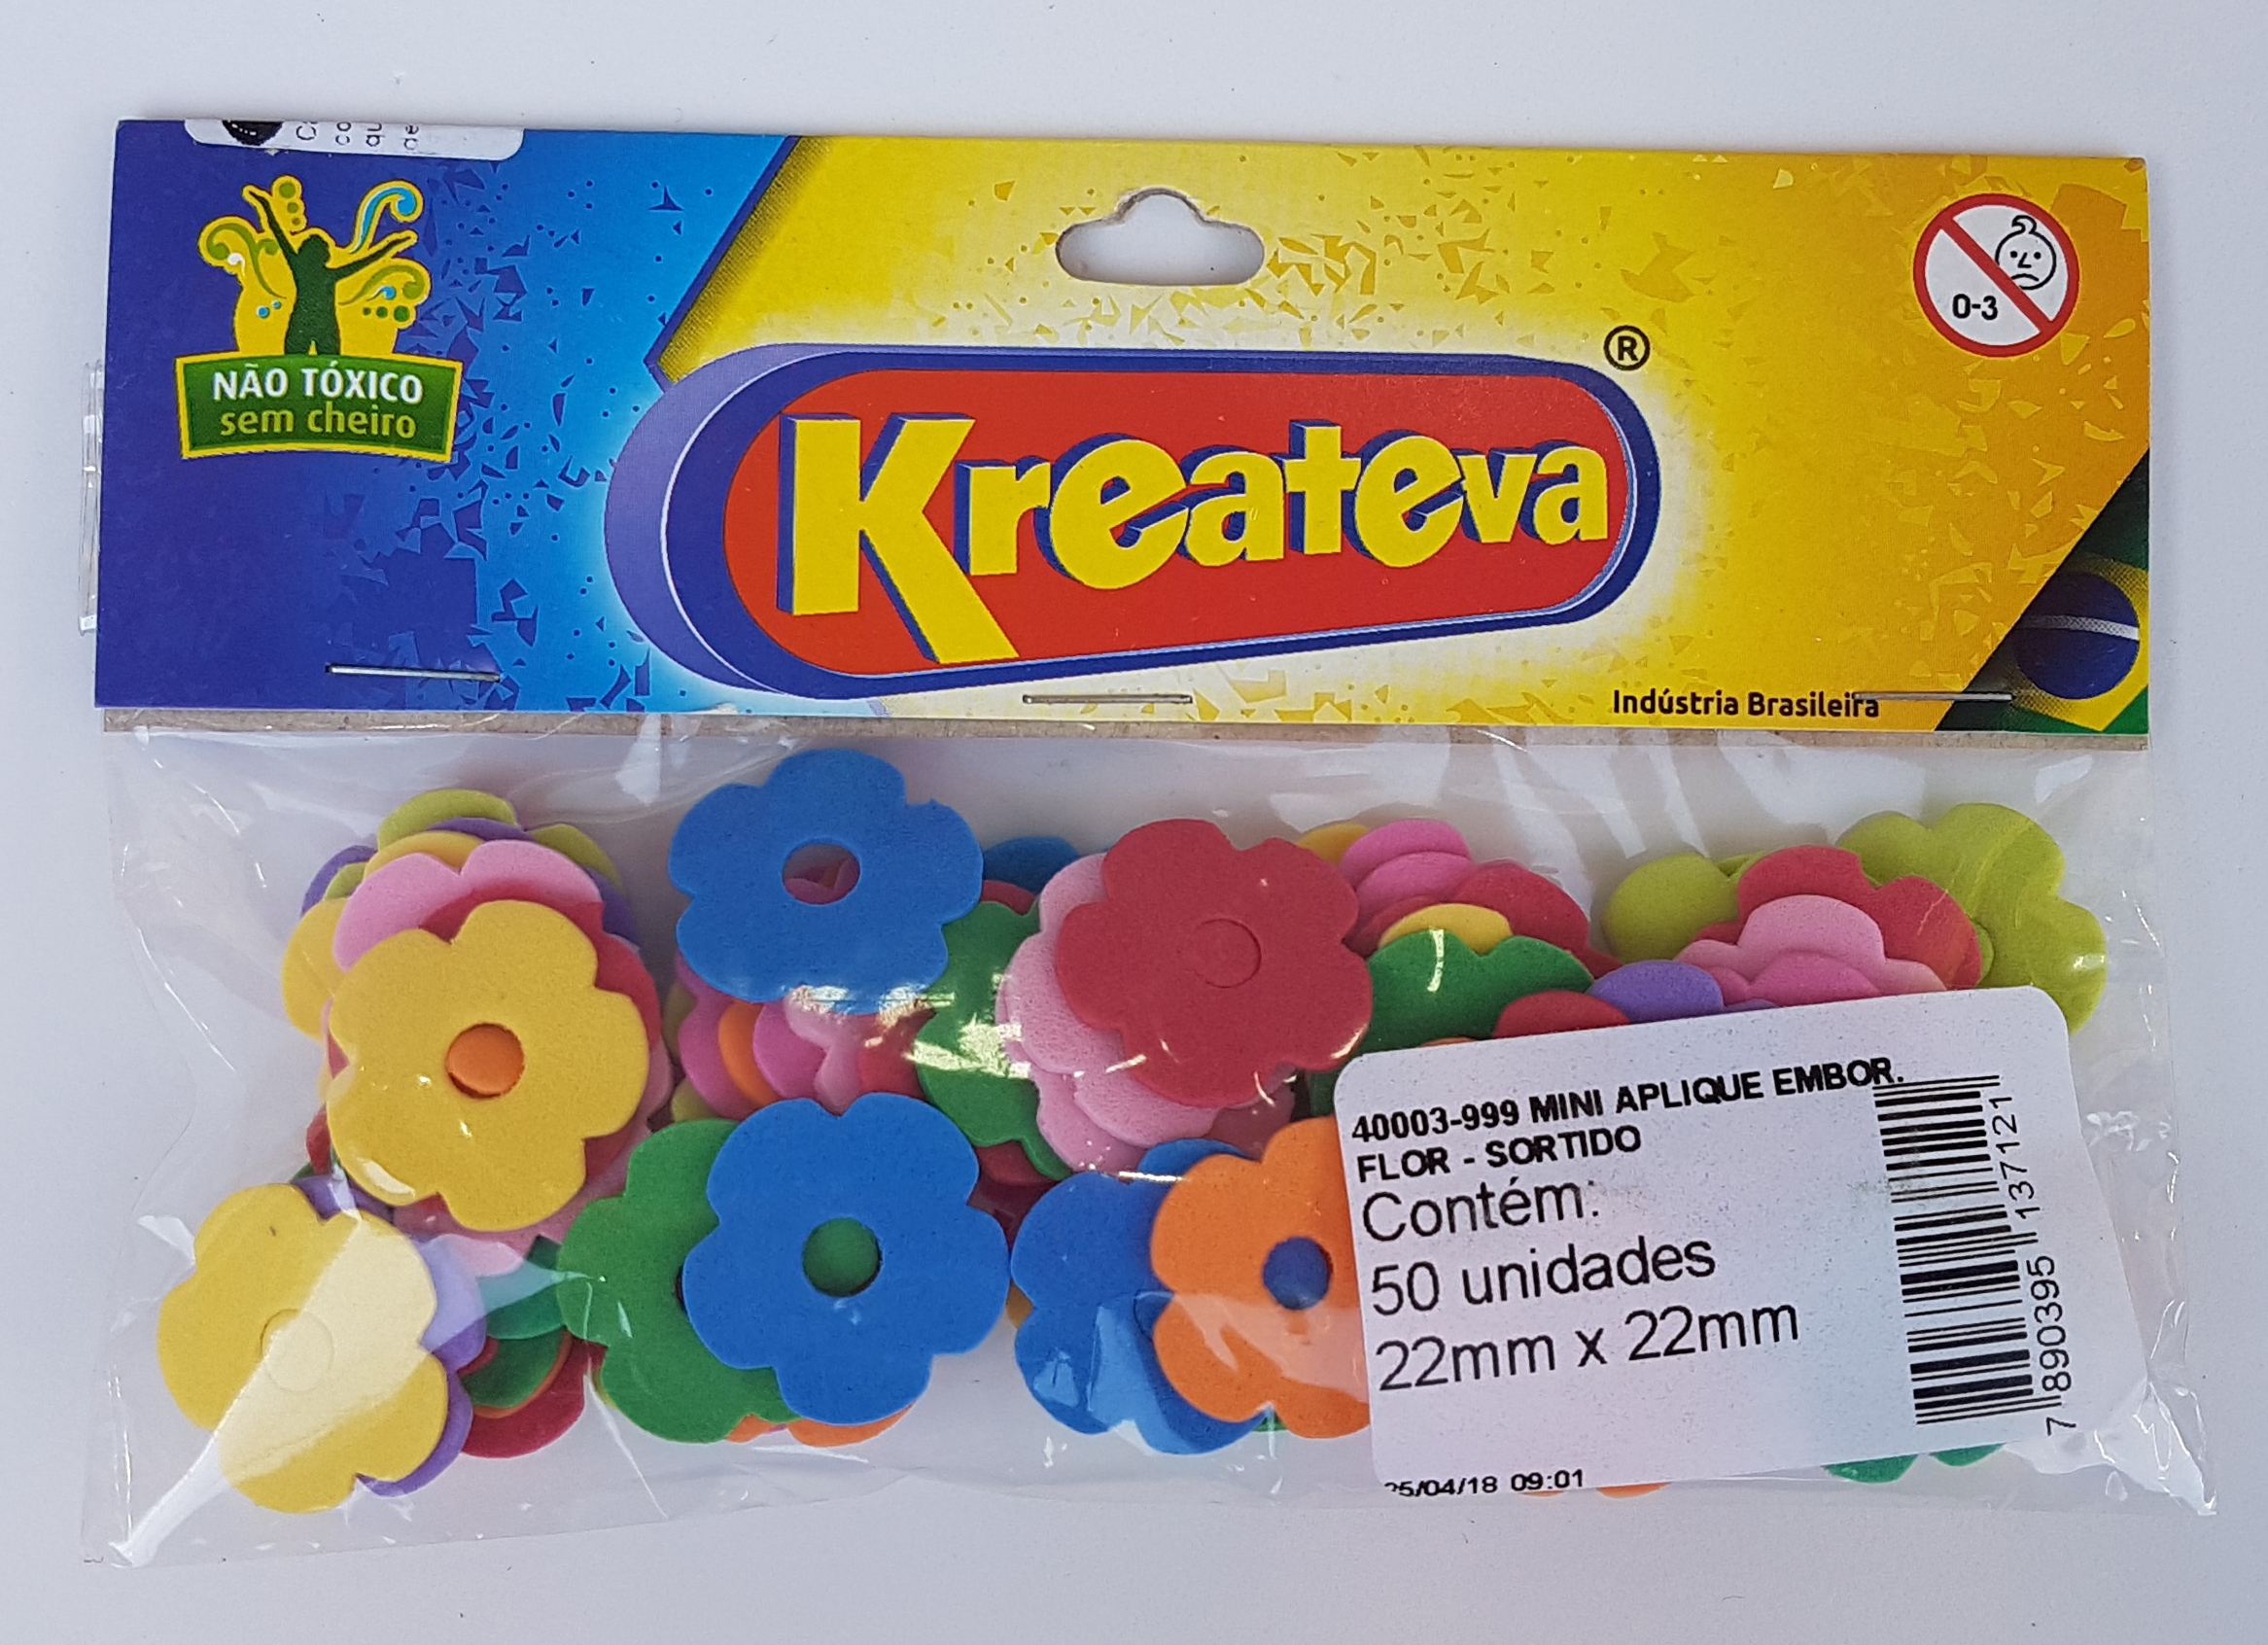 NÃO TÓXICO
sem cheiro
Kreateva®
0-3
Indústria Brasileira
40003-999 MINI APLIQUE EMBOR.
FLOR - SORTIDO
Contém:
50 unidades
22mm x 22mm
7 890395 137121
25/04/18 09:01